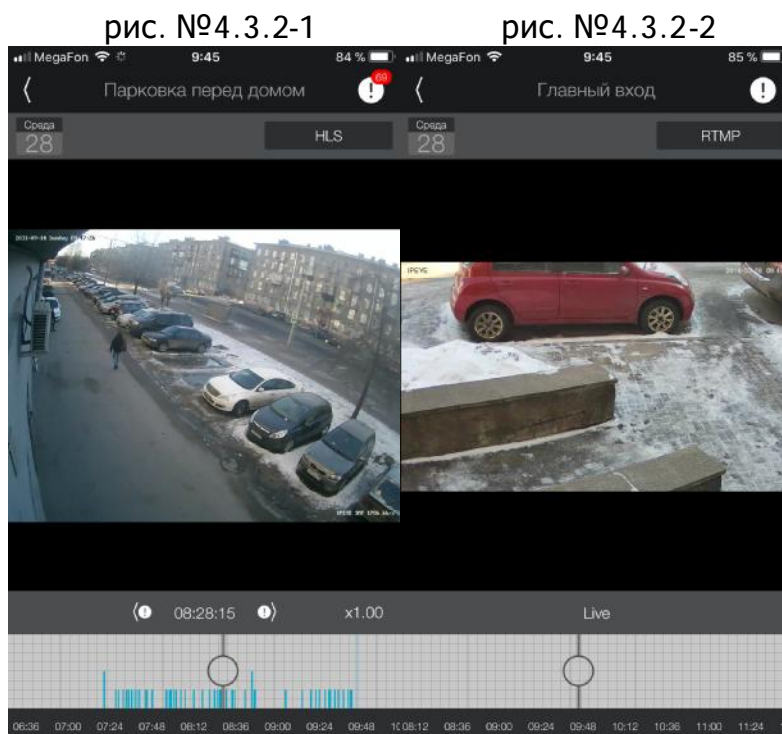 рис. №4.3.2-1
рис. №4.3.2-2
MegaFon 9:45 84 %
Парковка перед домом 69
Среда
28
HLS
08:28:15 x1.00
06:36 07:00 07:24 07:48 08:12 08:36 09:00 09:24 09:48
MegaFon 9:45 85 %
Главный вход
Среда
28
RTMP
IPEYE
Live
08:12 08:36 09:00 09:24 09:48 10:12 10:36 11:00 11:24